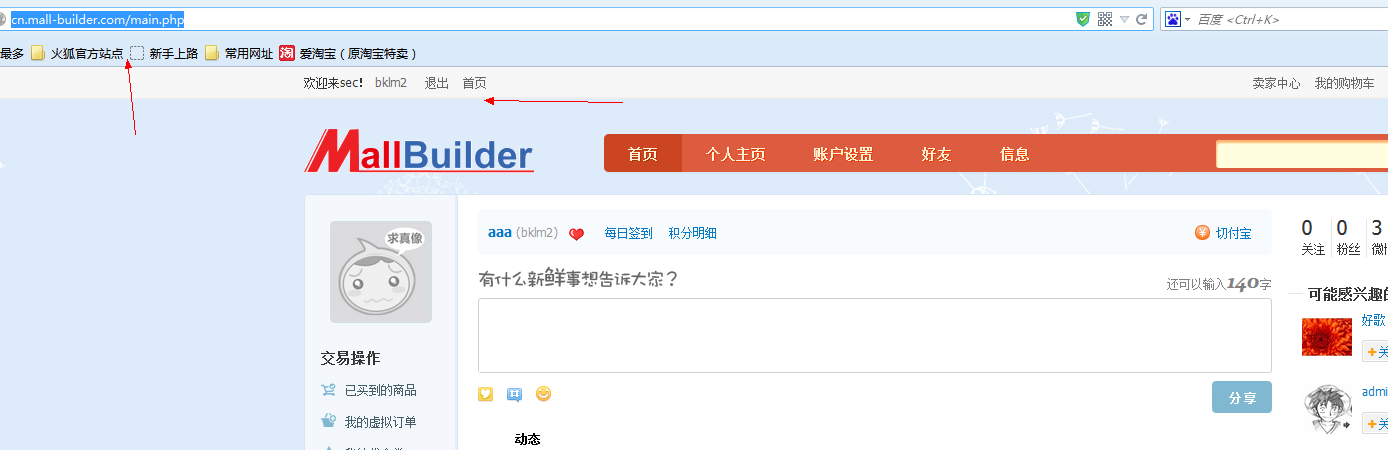 cn.mall-builder.com/main.php
百度 <Ctrl+K>
最多 火狐官方站点 新手上路 常用网址 淘 爱淘宝（原淘宝特卖）
欢迎来sec! bklm2 退出 首页 卖家中心 我的购物车
MallBuilder
首页 个人主页 账户设置 好友 信息
求真像
aaa (bklm2) 每日签到 积分明细 切付宝
0 0 3
关注 粉丝 微
有什么新鲜事想告诉大家？ 还可以输入140字
可能感兴趣的
好歌
分享
交易操作
已买到的商品
admi
我的虚拟订单
动态